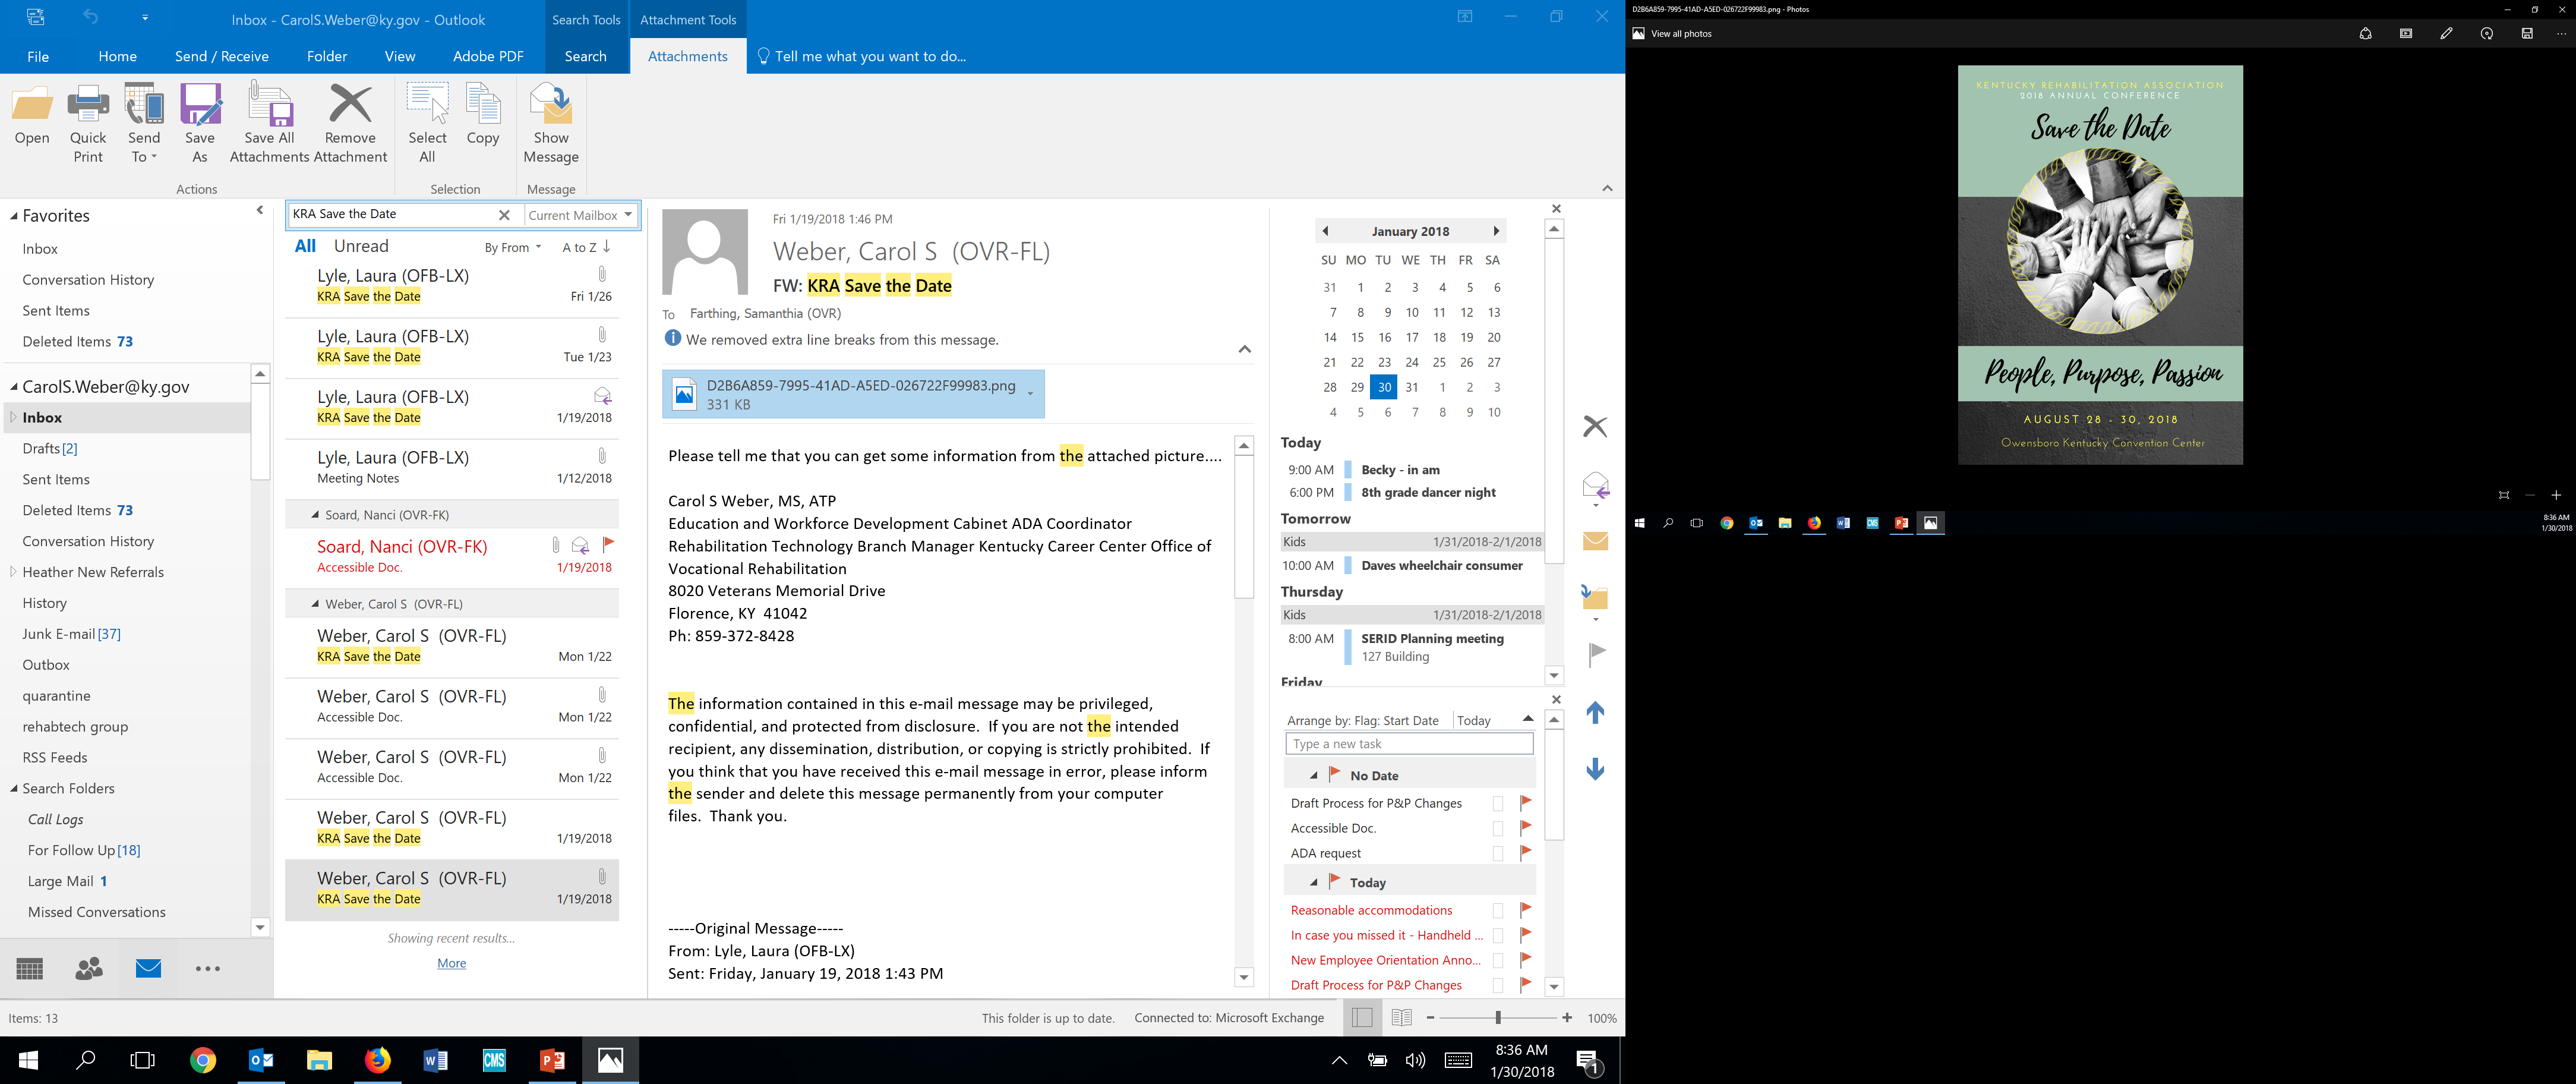 Inbox - CarolS.Weber@ky.gov - Outlook
Search Tools
Attachment Tools
File
Home
Send / Receive
Folder
View
Adobe PDF
Search
Attachments
Tell me what you want to do...
Open
Quick Print
Send To
Save As
Save All Attachments
Remove Attachment
Select All
Copy
Show Message
Actions
Selection
Message
Favorites
Inbox
Conversation History
Sent Items
Deleted Items 73
CarolS.Weber@ky.gov
Inbox
Drafts [2]
Sent Items
Deleted Items 73
Conversation History
Heather New Referrals
History
Junk E-mail [37]
Outbox
quarantine
rehabtech group
RSS Feeds
Search Folders
Call Logs
For Follow Up [18]
Large Mail 1
Missed Conversations
KRA Save the Date
Current Mailbox
All Unread By From A to Z
Lyle, Laura (OFB-LX)
KRA Save the Date Fri 1/26
Lyle, Laura (OFB-LX)
KRA Save the Date Tue 1/23
Lyle, Laura (OFB-LX)
KRA Save the Date 1/19/2018
Lyle, Laura (OFB-LX)
Meeting Notes 1/12/2018
Soard, Nanci (OVR-FK)
Soard, Nanci (OVR-FK)
Accessible Doc. 1/19/2018
Weber, Carol S (OVR-FL)
Weber, Carol S (OVR-FL)
KRA Save the Date Mon 1/22
Weber, Carol S (OVR-FL)
Accessible Doc. Mon 1/22
Weber, Carol S (OVR-FL)
Accessible Doc. Mon 1/22
Weber, Carol S (OVR-FL)
KRA Save the Date 1/19/2018
Weber, Carol S (OVR-FL)
KRA Save the Date 1/19/2018
Showing recent results...
More
Fri 1/19/2018 1:46 PM
Weber, Carol S (OVR-FL)
FW: KRA Save the Date
To Farthing, Samanthia (OVR)
We removed extra line breaks from this message.
D2B6A859-7995-41AD-A5ED-026722F99983.png
331 KB
Please tell me that you can get some information from the attached picture....
Carol S Weber, MS, ATP
Education and Workforce Development Cabinet ADA Coordinator
Rehabilitation Technology Branch Manager Kentucky Career Center Office of
Vocational Rehabilitation
8020 Veterans Memorial Drive
Florence, KY 41042
Ph: 859-372-8428
The information contained in this e-mail message may be privileged,
confidential, and protected from disclosure. If you are not the intended
recipient, any dissemination, distribution, or copying is strictly prohibited. If
you think that you have received this e-mail message in error, please inform
the sender and delete this message permanently from your computer
files. Thank you.
-----Original Message-----
From: Lyle, Laura (OFB-LX)
Sent: Friday, January 19, 2018 1:43 PM
January 2018
SU MO TU WE TH FR SA
31 1 2 3 4 5 6
7 8 9 10 11 12 13
14 15 16 17 18 19 20
21 22 23 24 25 26 27
28 29 30 31 1 2 3
4 5 6 7 8 9 10
Today
9:00 AM Becky - in am
6:00 PM 8th grade dancer night
Tomorrow
Kids 1/31/2018-2/1/2018
10:00 AM Daves wheelchair consumer
Thursday
Kids 1/31/2018-2/1/2018
8:00 AM SERID Planning meeting
127 Building
Friday
Arrange by: Flag: Start Date Today
Type a new task
No Date
Draft Process for P&P Changes
Accessible Doc.
ADA request
Today
Reasonable accommodations
In case you missed it - Handheld ...
New Employee Orientation Anno...
Draft Process for P&P Changes
Items: 13
This folder is up to date.
Connected to: Microsoft Exchange
100%
CMS
8:36 AM
1/30/2018
1
D2B6A859-7995-41AD-A5ED-026722F99983.png - Photos
View all photos
KENTUCKY REHABILITATION ASSOCIATION
2018 ANNUAL CONFERENCE
Save the Date
People, Purpose, Passion
AUGUST 28 - 30, 2018
Owensboro Kentucky Convention Center
CMS
8:36 AM
1/30/2018